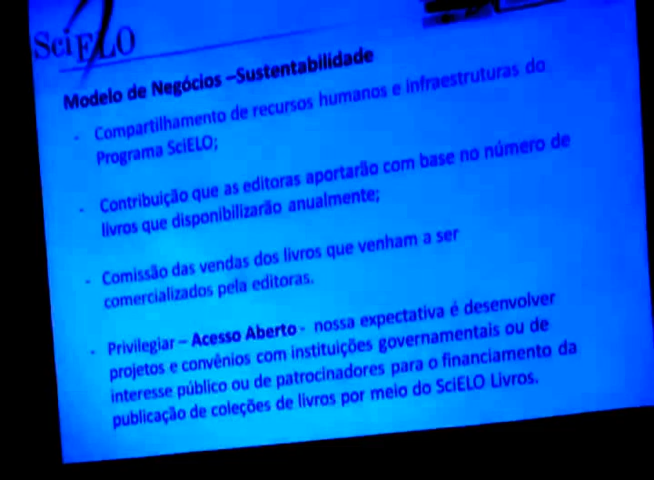 SciELO
Modelo de Negócios –Sustentabilidade
- Compartilhamento de recursos humanos e infraestruturas do
Programa SciELO;
- Contribuição que as editoras aportarão com base no número de
livros que disponibilizarão anualmente;
- Comissão das vendas dos livros que venham a ser
comercializados pela editoras.
- Privilegiar – Acesso Aberto - nossa expectativa é desenvolver
projetos e convênios com instituições governamentais ou de
interesse público ou de patrocinadores para o financiamento da
publicação de coleções de livros por meio do SciELO Livros.